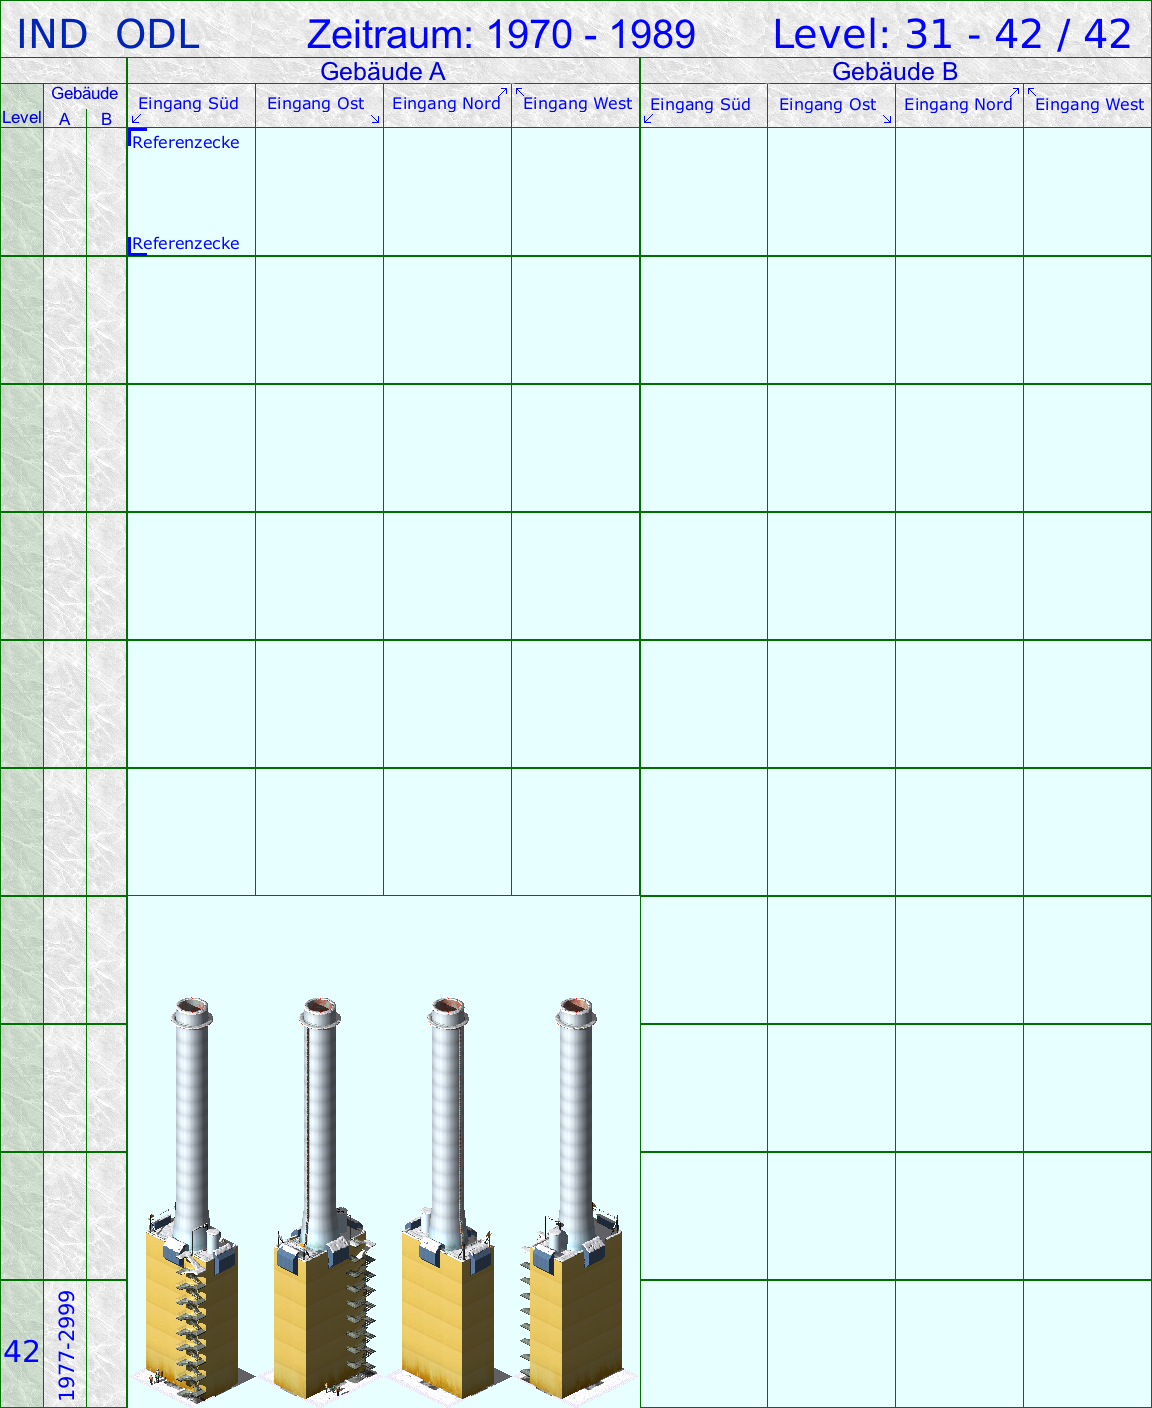 IND ODL Zeitraum: 1970 - 1989 Level: 31 - 42 / 42
Gebäude A Gebäude B
Gebäude
Level A B Eingang Süd Eingang Ost Eingang Nord Eingang West Eingang Süd Eingang Ost Eingang Nord Eingang West
Referenzecke
Referenzecke
42 1977-2999